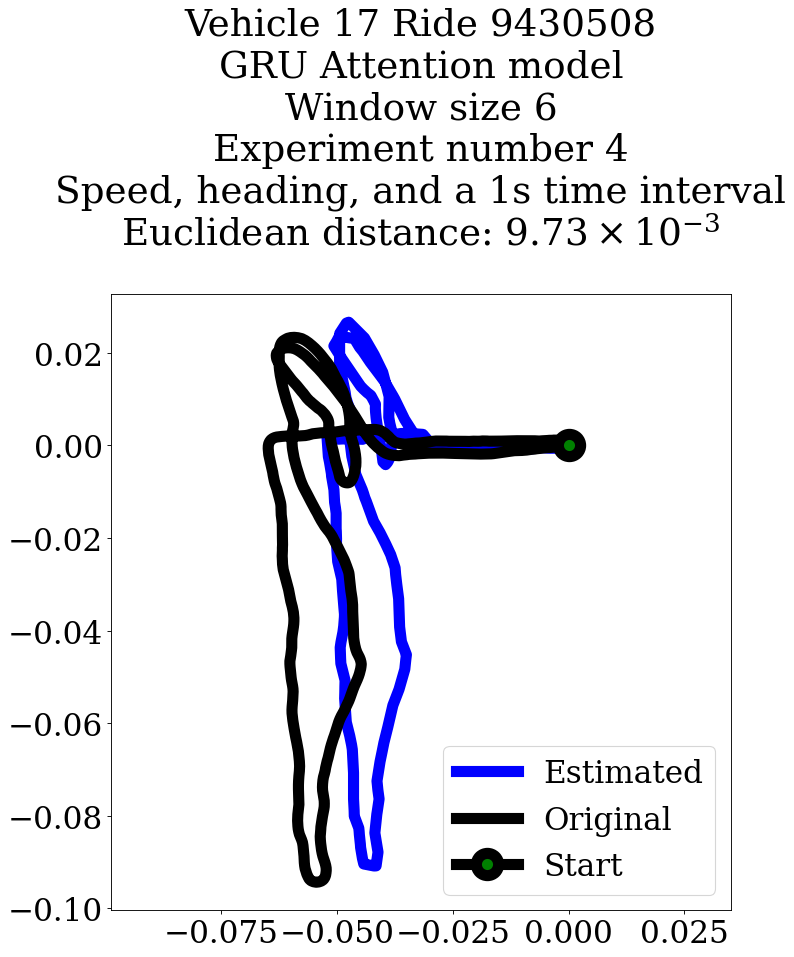 Vehicle 17 Ride 9430508
GRU Attention model
Window size 6
Experiment number 4
Speed, heading, and a 1s time interval
Euclidean distance: 9.73 × 10⁻³
0.02
0.00
−0.02
−0.04
−0.06
−0.08
−0.10
Estimated
Original
Start
−0.075 −0.050 −0.025 0.000 0.025